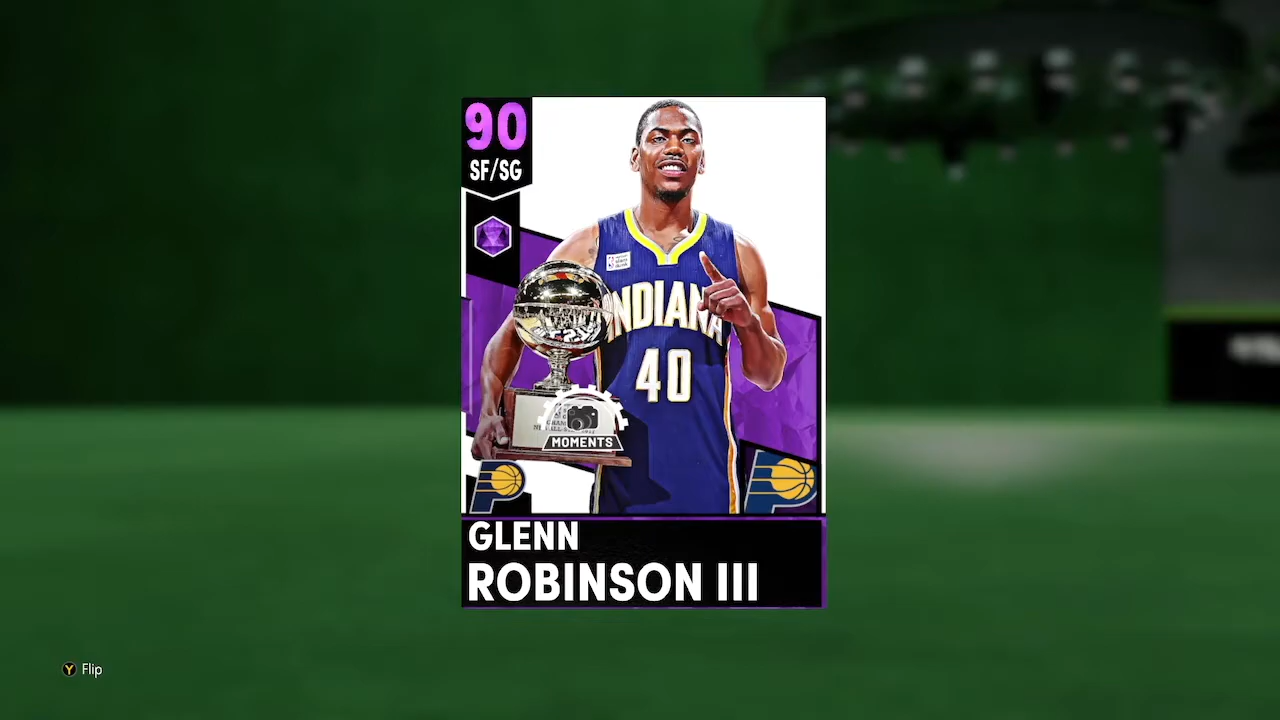 90
SF/SG
INDIANA
40
MOMENTS
GLENN
ROBINSON III
Y Flip